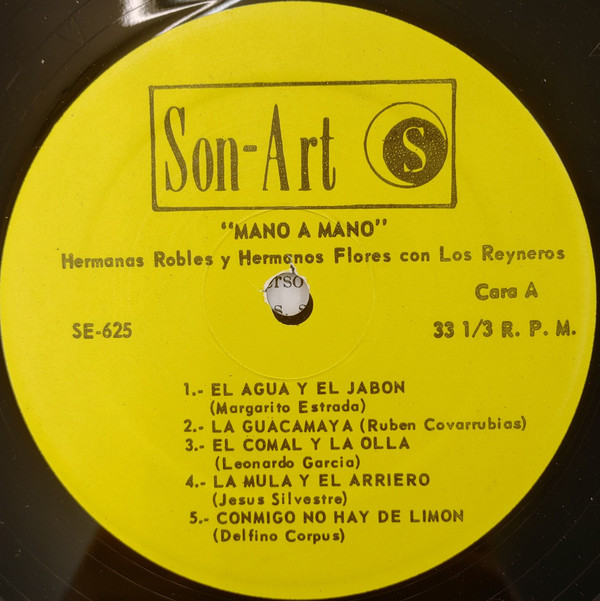 Son-Art S
"MANO A MANO"
Hermanas Robles y Hermanos Flores con Los Reyneros
Cara A
SE-625
33 1/3 R. P. M.
1.- EL AGUA Y EL JABON
(Margarito Estrada)
2.- LA GUACAMAYA (Ruben Covarrubias)
3.- EL COMAL Y LA OLLA
(Leonardo Garcia)
4.- LA MULA Y EL ARRIERO
(Jesus Silvestre)
5.- CONMIGO NO HAY DE LIMON
(Delfino Corpus)